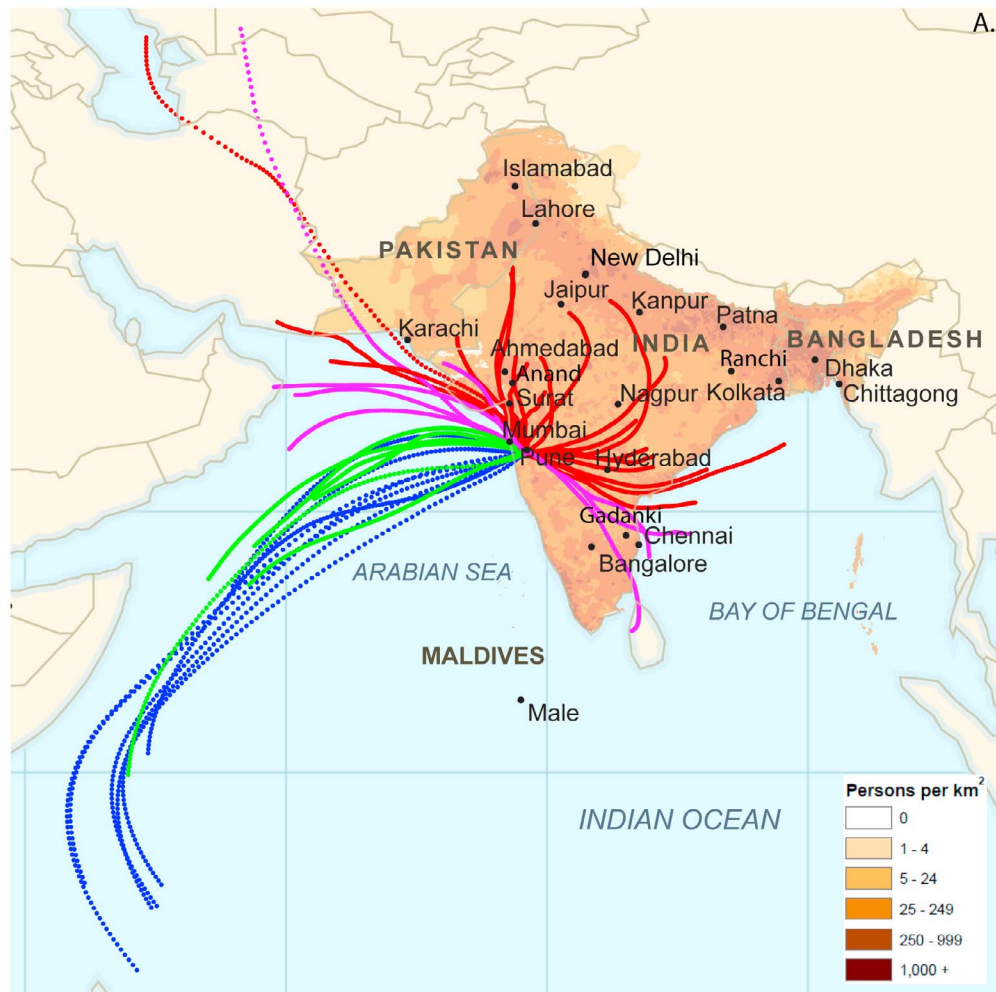 A.
Islamabad
Lahore
PAKISTAN
New Delhi
Jaipur
Kanpur
Patna
Karachi
Ahmedabad
INDIA
BANGLADESH
Anand
Ranchi
Dhaka
Surat
Nagpur
Kolkata
Chittagong
Mumbai
Pune
Hyderabad
Gadanki
Chennai
Bangalore
ARABIAN SEA
BAY OF BENGAL
MALDIVES
Male
INDIAN OCEAN
Persons per km²
0
1 - 4
5 - 24
25 - 249
250 - 999
1,000 +